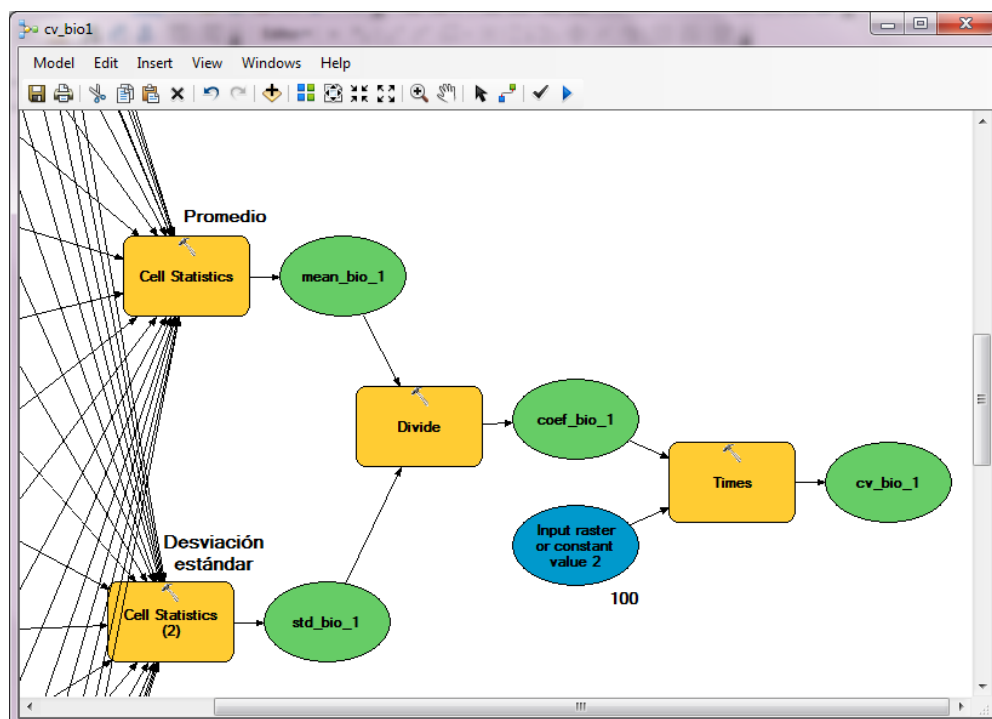 cv_bio1
Model Edit Insert View Windows Help
Promedio
Cell Statistics
mean_bio_1
Divide
coef_bio_1
Times
cv_bio_1
Input raster
or constant
value 2
100
Desviación
estándar
Cell Statistics
(2)
std_bio_1